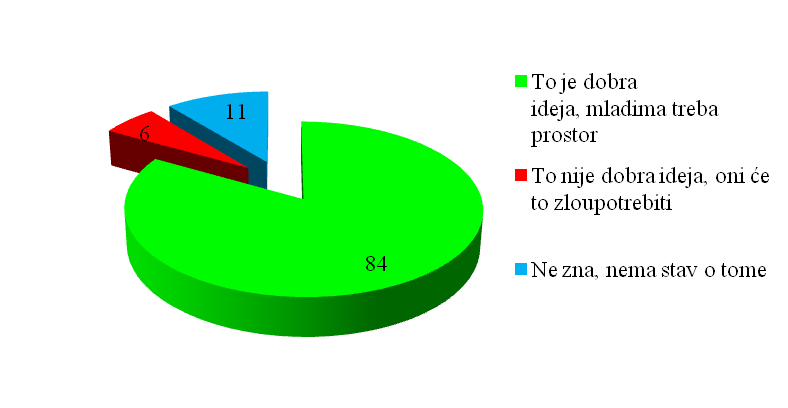 11
6
84
To je dobra
ideja, mladima treba
prostor
To nije dobra ideja, oni će
to zloupotrebiti
Ne zna, nema stav o tome